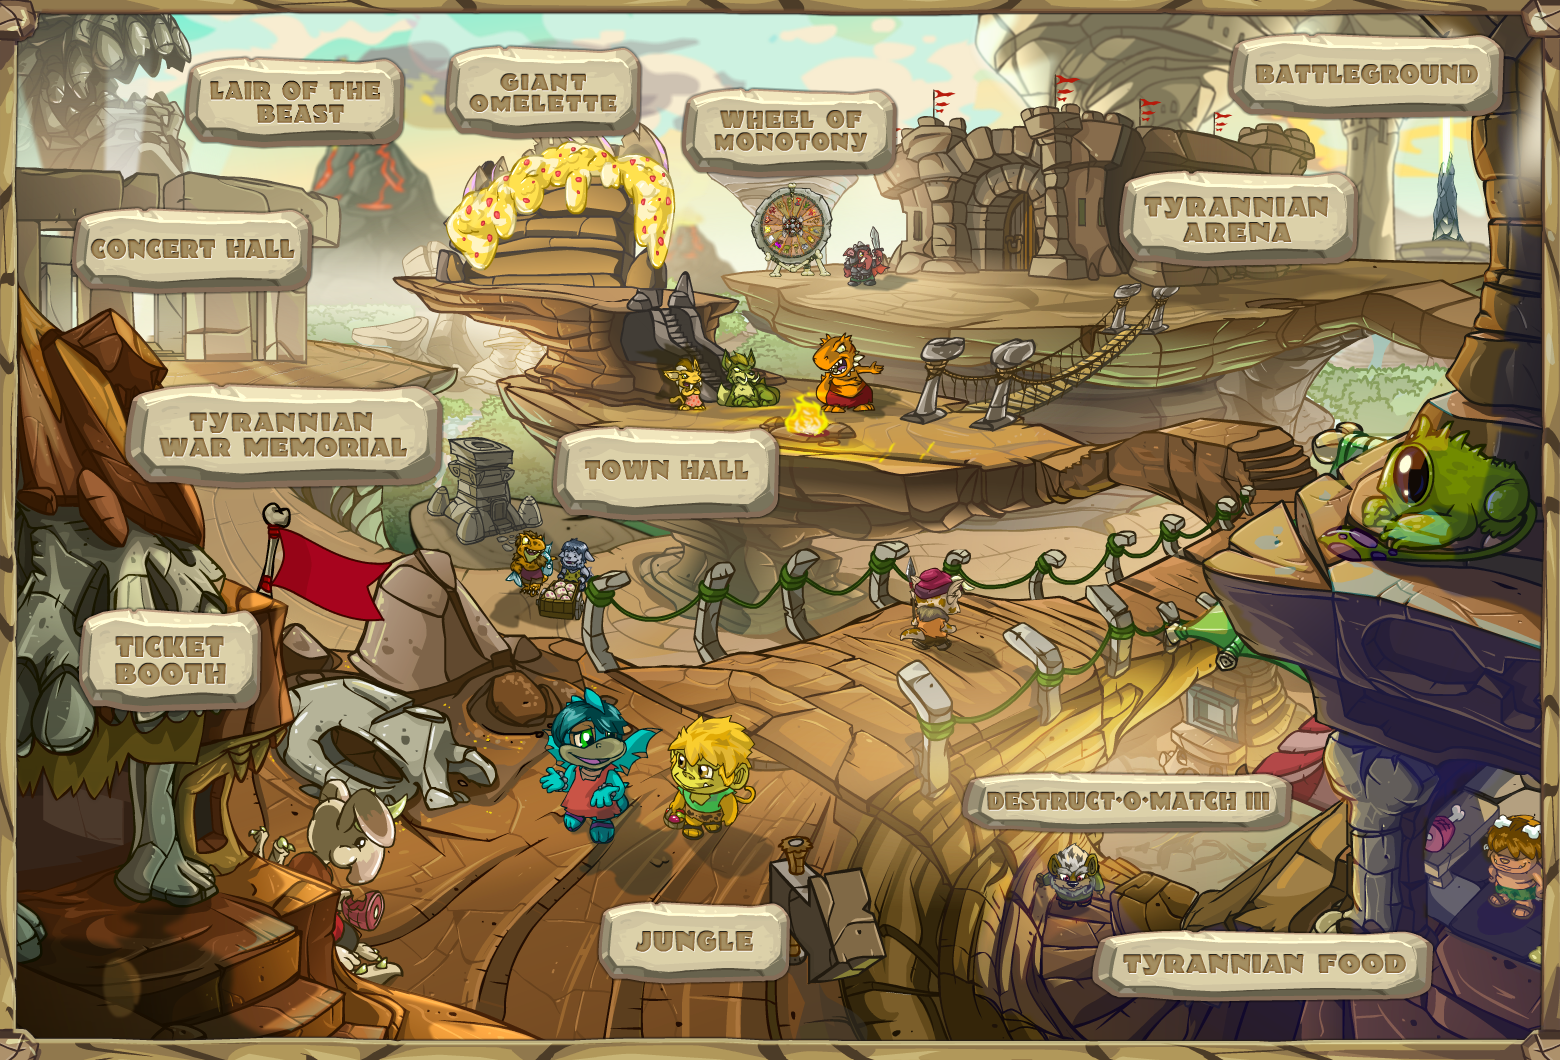 LAIR OF THE
BEAST
GIANT
OMELETTE
WHEEL OF
MONOTONY
BATTLEGROUND
CONCERT HALL
TYRANNIAN
ARENA
TYRANNIAN
WAR MEMORIAL
TOWN HALL
TICKET
BOOTH
DESTRUCT·O·MATCH III
JUNGLE
TYRANNIAN FOOD